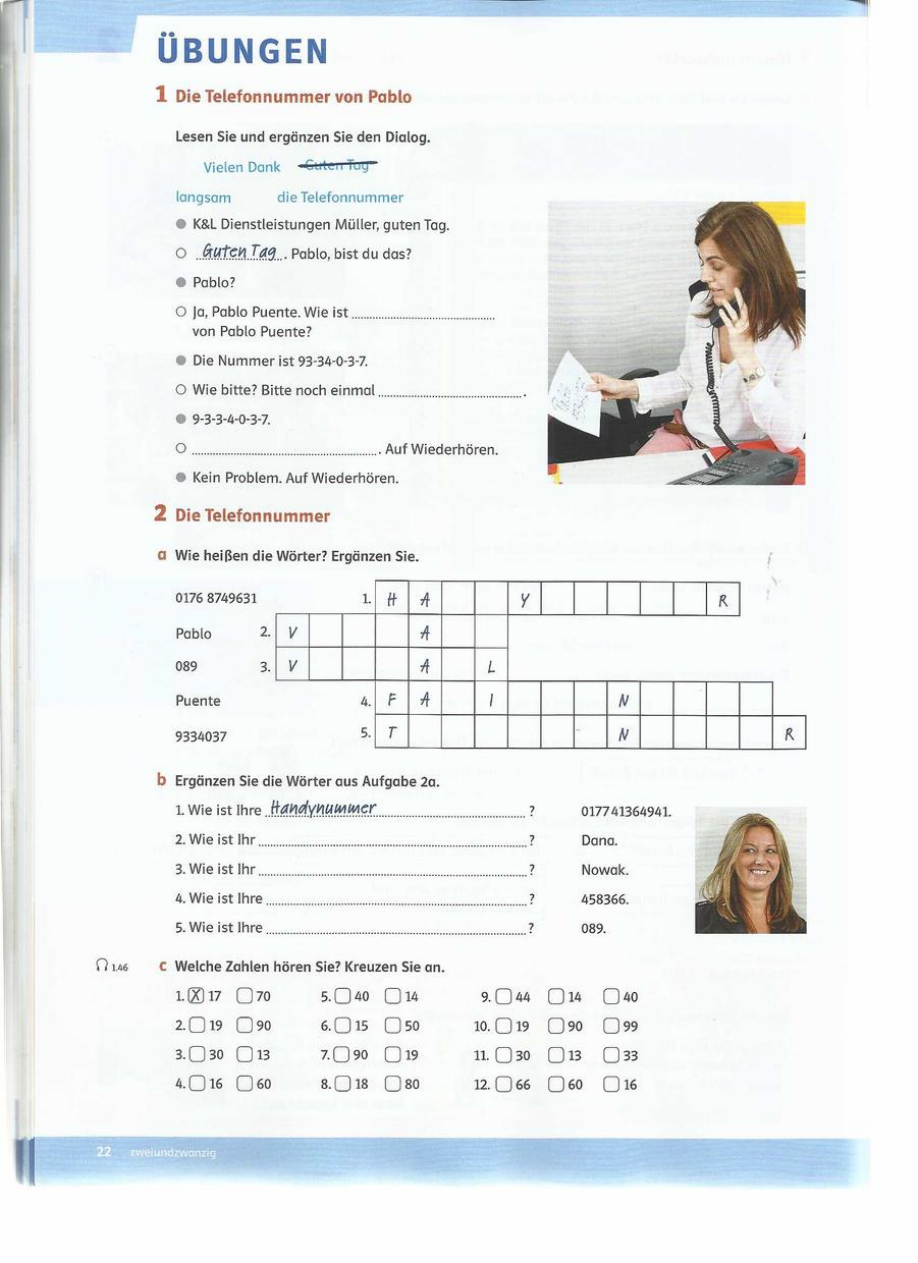 ÜBUNGEN
1 Die Telefonnummer von Pablo
Lesen Sie und ergänzen Sie den Dialog.
Vielen Dank Guten Tag
langsam die Telefonnummer
● K&L Dienstleistungen Müller, guten Tag.
○ Guten Tag. Pablo, bist du das?
● Pablo?
○ Ja, Pablo Puente. Wie ist ........................
von Pablo Puente?
● Die Nummer ist 93-34-0-3-7.
○ Wie bitte? Bitte noch einmal ........................ .
● 9-3-3-4-0-3-7.
○ ........................ . Auf Wiederhören.
● Kein Problem. Auf Wiederhören.
2 Die Telefonnummer
a Wie heißen die Wörter? Ergänzen Sie.
0176 8749631 1. H A Y R
Pablo 2. V A
089 3. V A L
Puente 4. F A I N
9334037 5. T N R
b Ergänzen Sie die Wörter aus Aufgabe 2a.
1. Wie ist Ihre Handynummer ? 017741364941.
2. Wie ist Ihr ........................ ? Dana.
3. Wie ist Ihr ........................ ? Nowak.
4. Wie ist Ihre ........................ ? 458366.
5. Wie ist Ihre ........................ ? 089.
1.46 c Welche Zahlen hören Sie? Kreuzen Sie an.
1. ☒ 17 ☐ 70 5. ☐ 40 ☐ 14 9. ☐ 44 ☐ 14 ☐ 40
2. ☐ 19 ☐ 90 6. ☐ 15 ☐ 50 10. ☐ 19 ☐ 90 ☐ 99
3. ☐ 30 ☐ 13 7. ☐ 90 ☐ 19 11. ☐ 30 ☐ 13 ☐ 33
4. ☐ 16 ☐ 60 8. ☐ 18 ☐ 80 12. ☐ 66 ☐ 60 ☐ 16
22 zweiundzwanzig